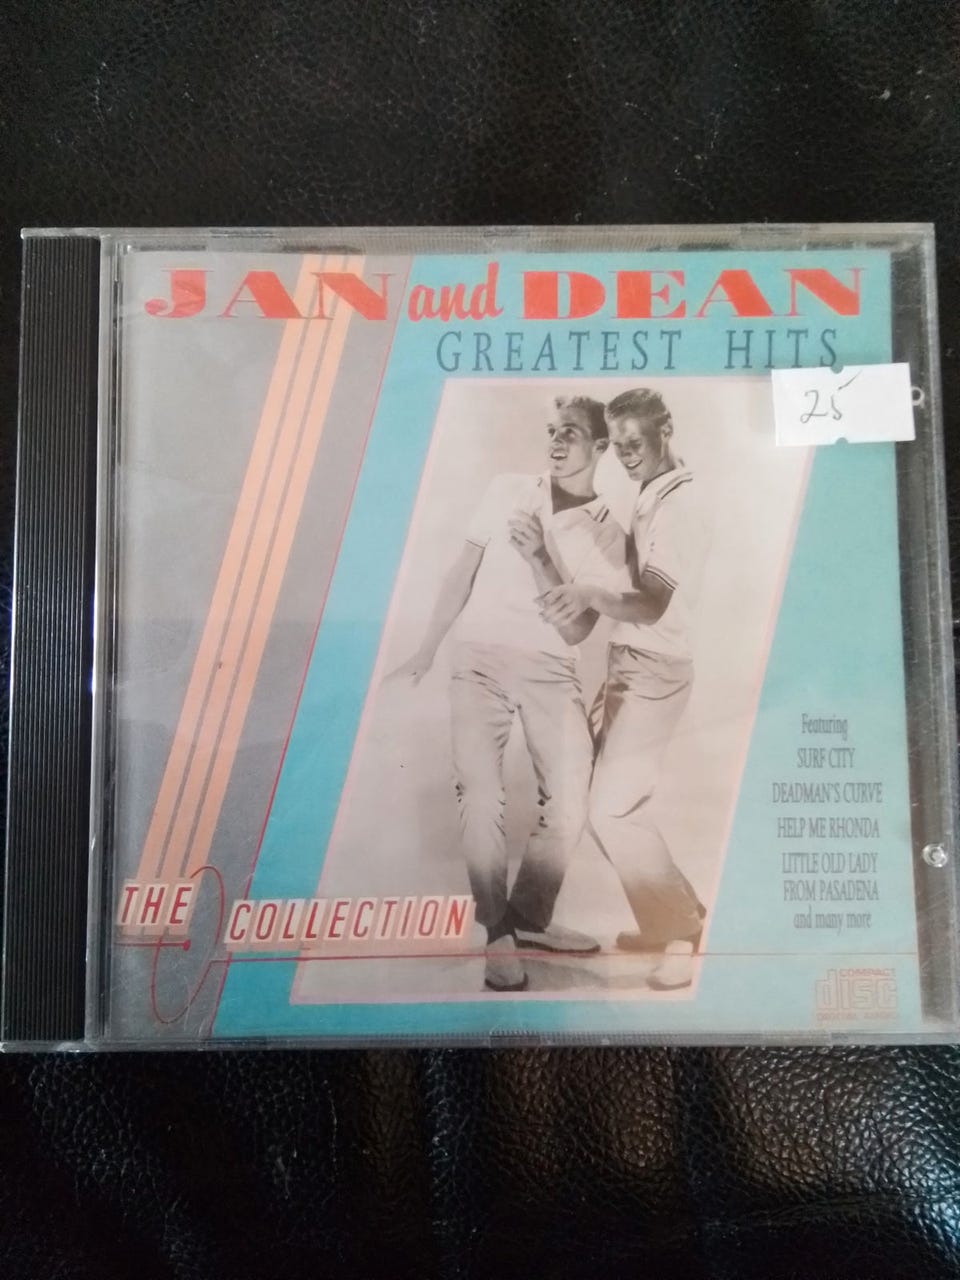 JAN and DEAN
GREATEST HITS
25
Featuring
SURF CITY
DEADMAN'S CURVE
HELP ME RHONDA
LITTLE OLD LADY
FROM PASADENA
and many more
THE COLLECTION
COMPACT
disc
DIGITAL AUDIO